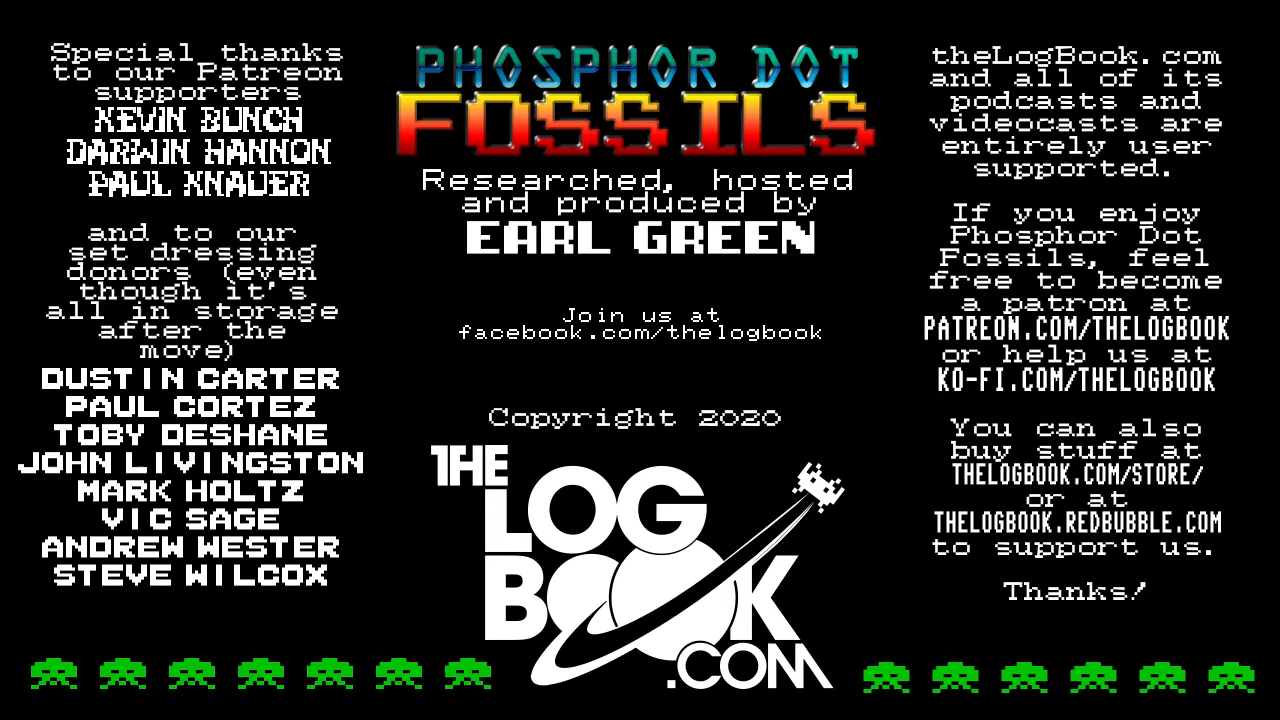 Special thanks
to our Patreon
supporters
KEVIN BUNCH
DARWIN HANNON
PAUL KNAUER
and to our
set dressing
donors (even
though it's
all in storage
after the
move)
DUSTIN CARTER
PAUL CORTEZ
TOBY DESHANE
JOHN LIVINGSTON
MARK HOLTZ
VIC SAGE
ANDREW WESTER
STEVE WILCOX
PHOSPHOR DOT
FOSSILS
Researched, hosted
and produced by
EARL GREEN
Join us at
facebook.com/thelogbook
Copyright 2020
THE
LOG
BOOK
.COM
theLogBook.com
and all of its
podcasts and
videocasts are
entirely user
supported.
If you enjoy
Phosphor Dot
Fossils, feel
free to become
a patron at
PATREON.COM/THELOGBOOK
or help us at
KO-FI.COM/THELOGBOOK
You can also
buy stuff at
THELOGBOOK.COM/STORE/
or at
THELOGBOOK.REDBUBBLE.COM
to support us.
Thanks!